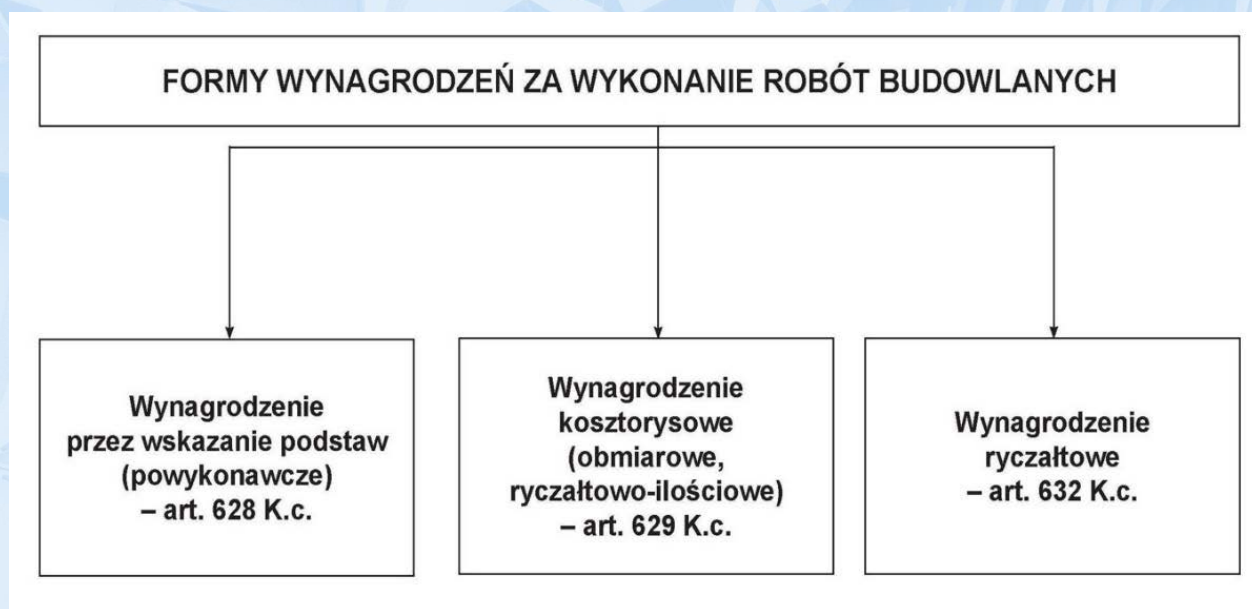 FORMY WYNAGRODZEŃ ZA WYKONANIE ROBÓT BUDOWLANYCH
Wynagrodzenie
przez wskazanie podstaw
(powykonawcze)
– art. 628 K.c.
Wynagrodzenie
kosztorysowe
(obmiarowe,
ryczałtowo-ilościowe)
– art. 629 K.c.
Wynagrodzenie
ryczałtowe
– art. 632 K.c.